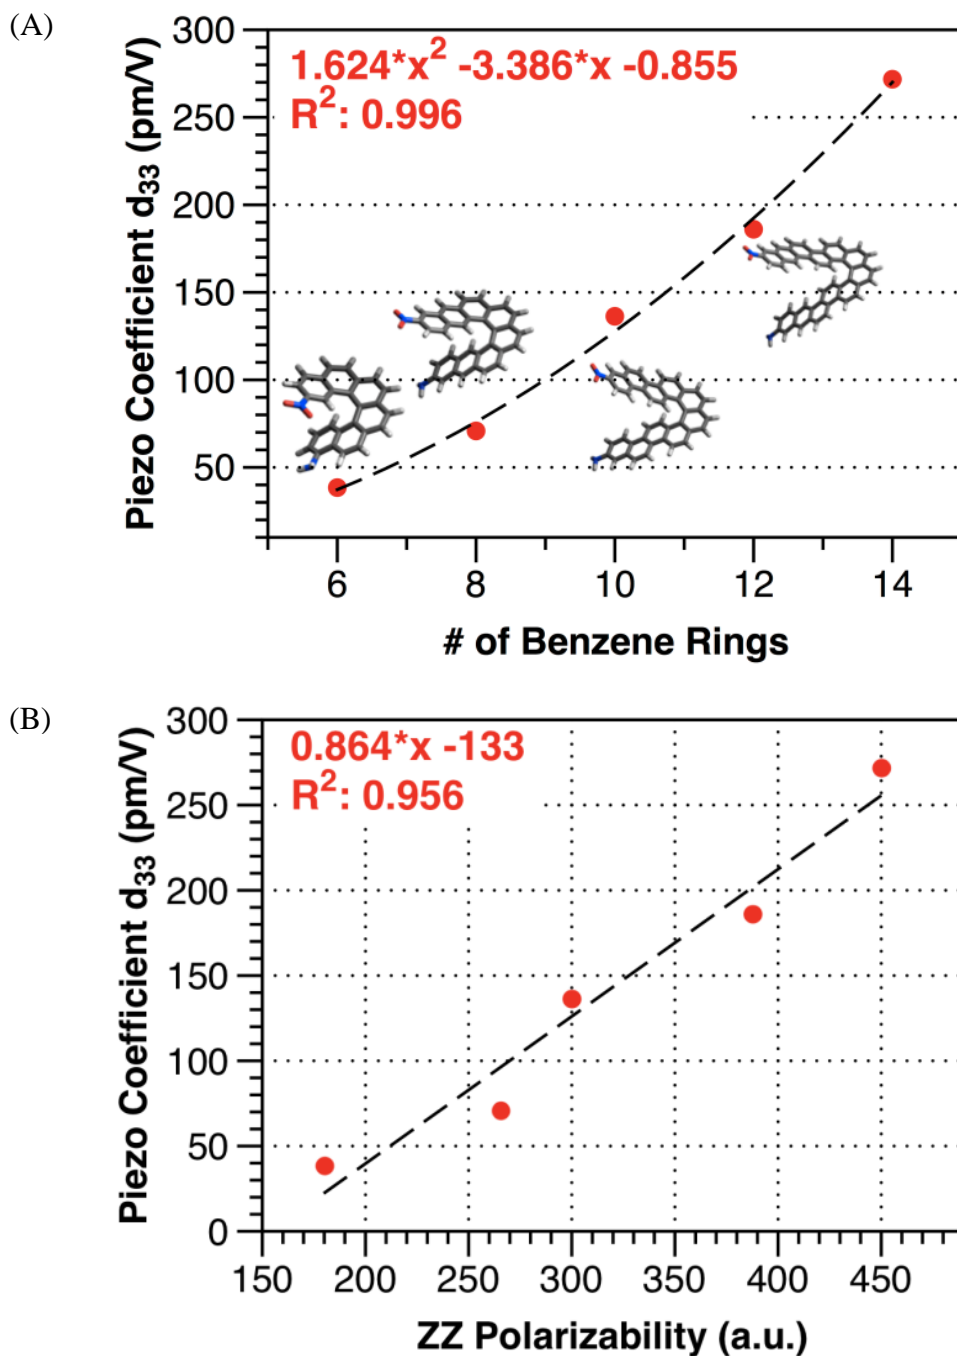 (A)
300
250
200
150
100
50
Piezo Coefficient d₃₃ (pm/V)
1.624*x² -3.386*x -0.855
R²: 0.996
6 8 10 12 14
# of Benzene Rings
(B)
300
250
200
150
100
50
0
Piezo Coefficient d₃₃ (pm/V)
0.864*x -133
R²: 0.956
150 200 250 300 350 400 450
ZZ Polarizability (a.u.)